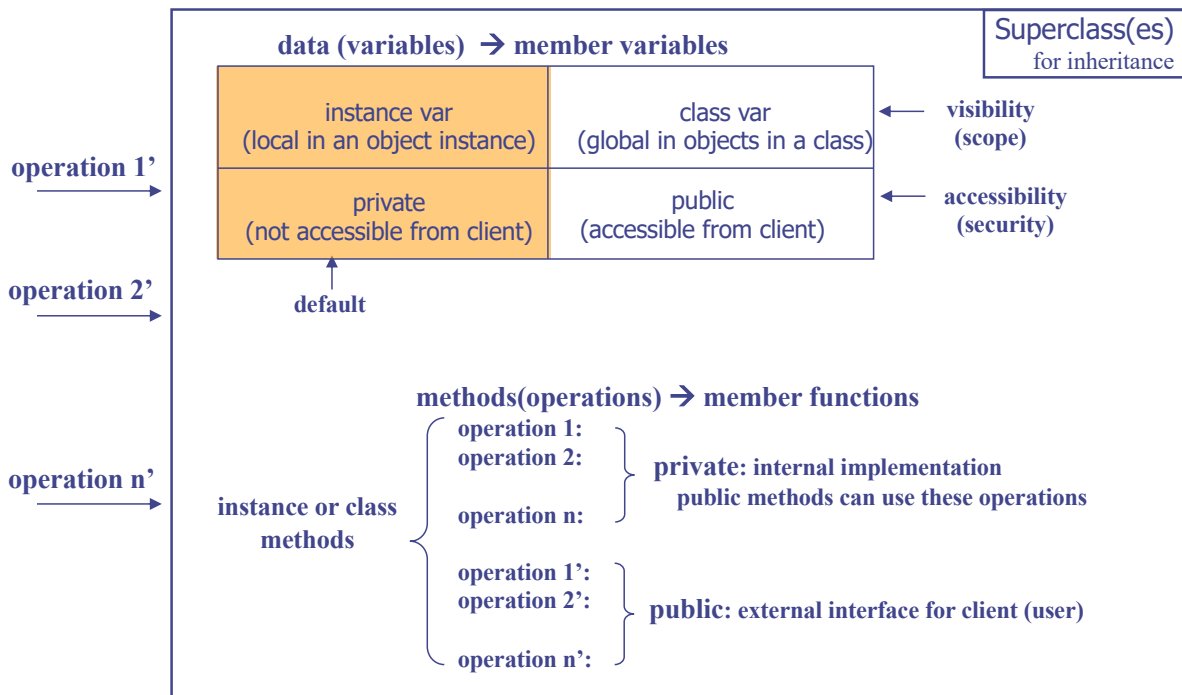 Superclass(es)
for inheritance
data (variables) → member variables
instance var
(local in an object instance)
class var
(global in objects in a class)
visibility
(scope)
private
(not accessible from client)
public
(accessible from client)
accessibility
(security)
default
operation 1’
operation 2’
operation n’
methods(operations) → member functions
instance or class
methods
operation 1:
operation 2:
operation n:
private: internal implementation
public methods can use these operations
operation 1’:
operation 2’:
operation n’:
public: external interface for client (user)